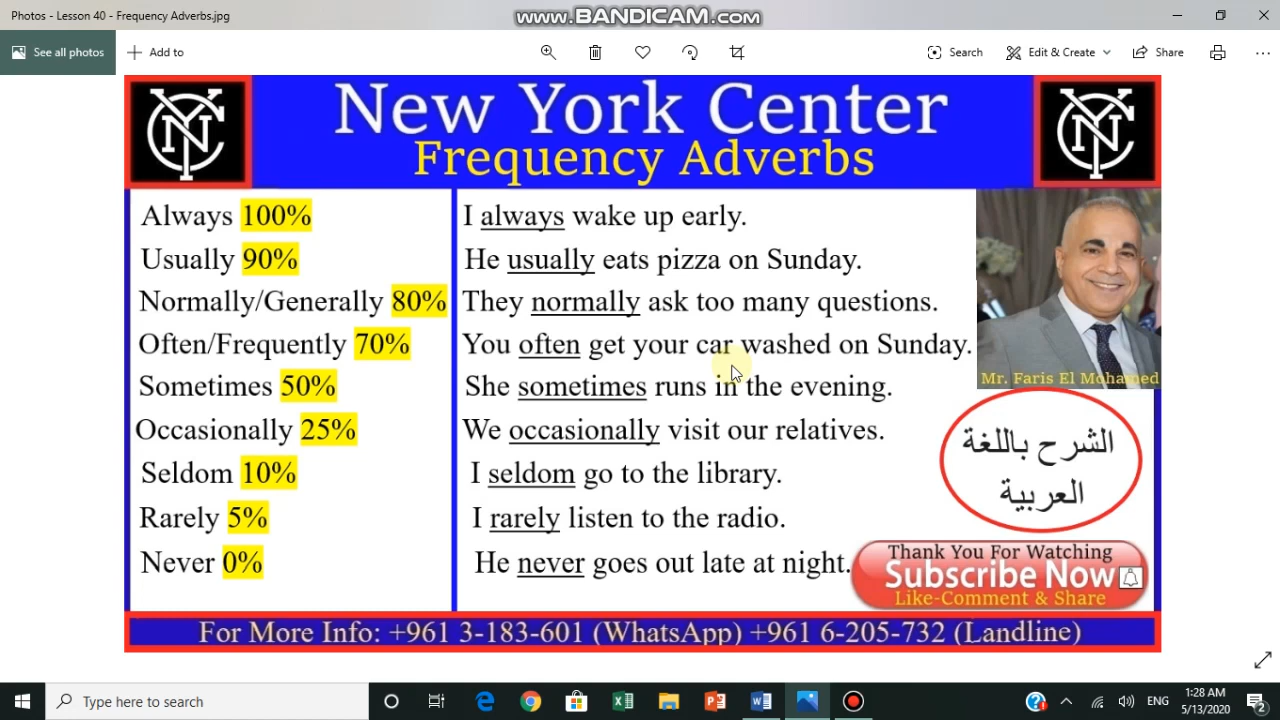 Photos - Lesson 40 - Frequency Adverbs.jpg
www.BANDICAM.com
See all photos
Add to
Search
Edit & Create
Share
New York Center
Frequency Adverbs
Always 100%
I always wake up early.
Usually 90%
He usually eats pizza on Sunday.
Normally/Generally 80%
They normally ask too many questions.
Often/Frequently 70%
You often get your car washed on Sunday.
Sometimes 50%
She sometimes runs in the evening.
Occasionally 25%
We occasionally visit our relatives.
Seldom 10%
I seldom go to the library.
Rarely 5%
I rarely listen to the radio.
Never 0%
He never goes out late at night.
Mr. Faris El Mohamed
الشرح باللغة
العربية
Thank You For Watching
Subscribe Now
Like-Comment & Share
For More Info: +961 3-183-601 (WhatsApp) +961 6-205-732 (Landline)
Type here to search
ENG
1:28 AM
5/13/2020
2